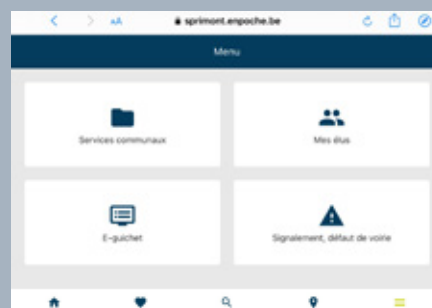 AA sprimont.enpoche.be
Menu
Services communaux
Mes élus
E-guichet
Signalement, défaut de voirie